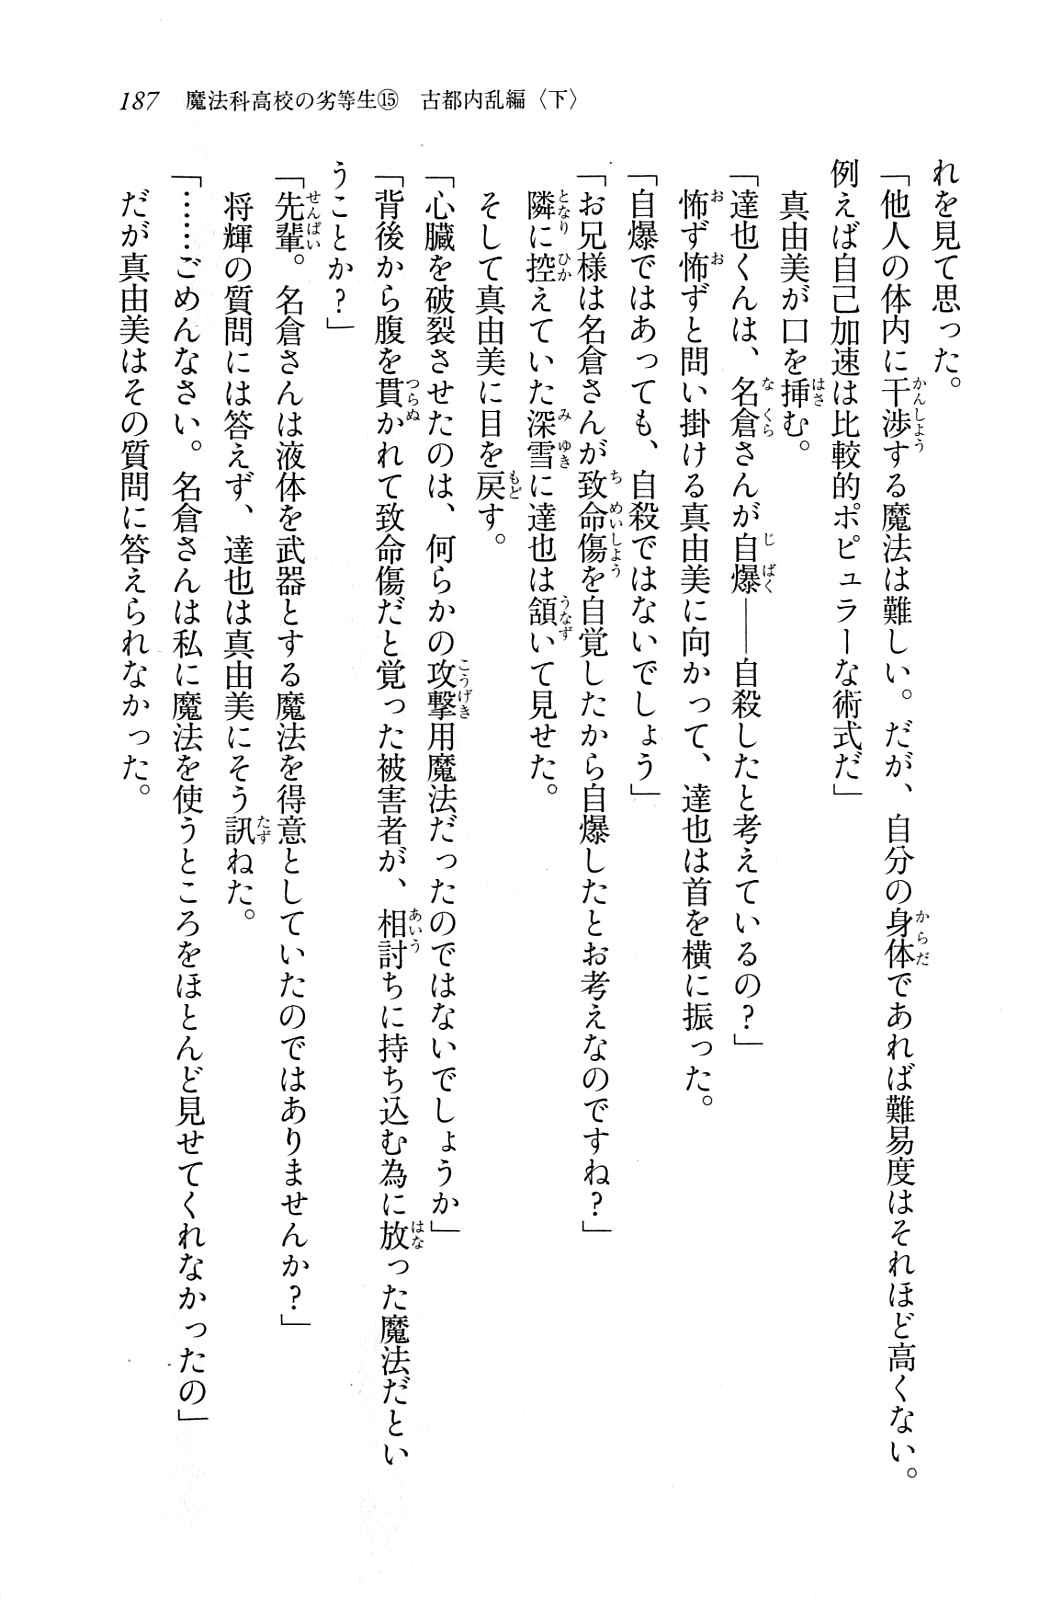 187 魔法科高校の劣等生⑮ 古都内乱編〈下〉
れを見て思った。
「他人の体内に干渉する魔法は難しい。だが、自分の身体であれば難易度はそれほど高くない。
例えば自己加速は比較的ポピュラーな術式だ」
真由美が口を挿む。
「達也くんは、名倉さんが自爆――自殺したと考えているの?」
怖ず怖ずと問い掛ける真由美に向かって、達也は首を横に振った。
「自爆ではあっても、自殺ではないでしょう」
「お兄様は名倉さんが致命傷を自覚したから自爆したとお考えなのですね?」
隣に控えていた深雪に達也は頷いて見せた。
そして真由美に目を戻す。
「心臓を破裂させたのは、何らかの攻撃用魔法だったのではないでしょうか」
「背後から腹を貫かれて致命傷だと覚った被害者が、相討ちに持ち込む為に放った魔法だとい
うことか?」
「先輩。名倉さんは液体を武器とする魔法を得意としていたのではありませんか?」
将輝の質問には答えず、達也は真由美にそう訊ねた。
「……ごめんなさい。名倉さんは私に魔法を使うところをほとんど見せてくれなかったの」
だが真由美はその質問に答えられなかった。